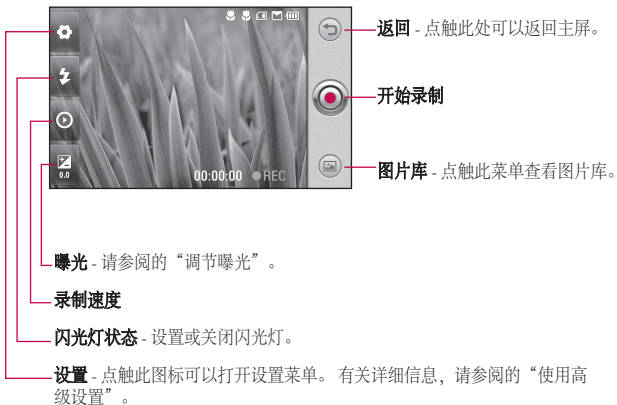 返回 - 点触此处可以返回主屏。
开始录制
图片库 - 点触此菜单查看图片库。
0.0
00:00:00 REC
曝光 - 请参阅的“调节曝光”。
录制速度
闪光灯状态 - 设置或关闭闪光灯。
设置 - 点触此图标可以打开设置菜单。 有关详细信息，请参阅的“使用高
级设置”。